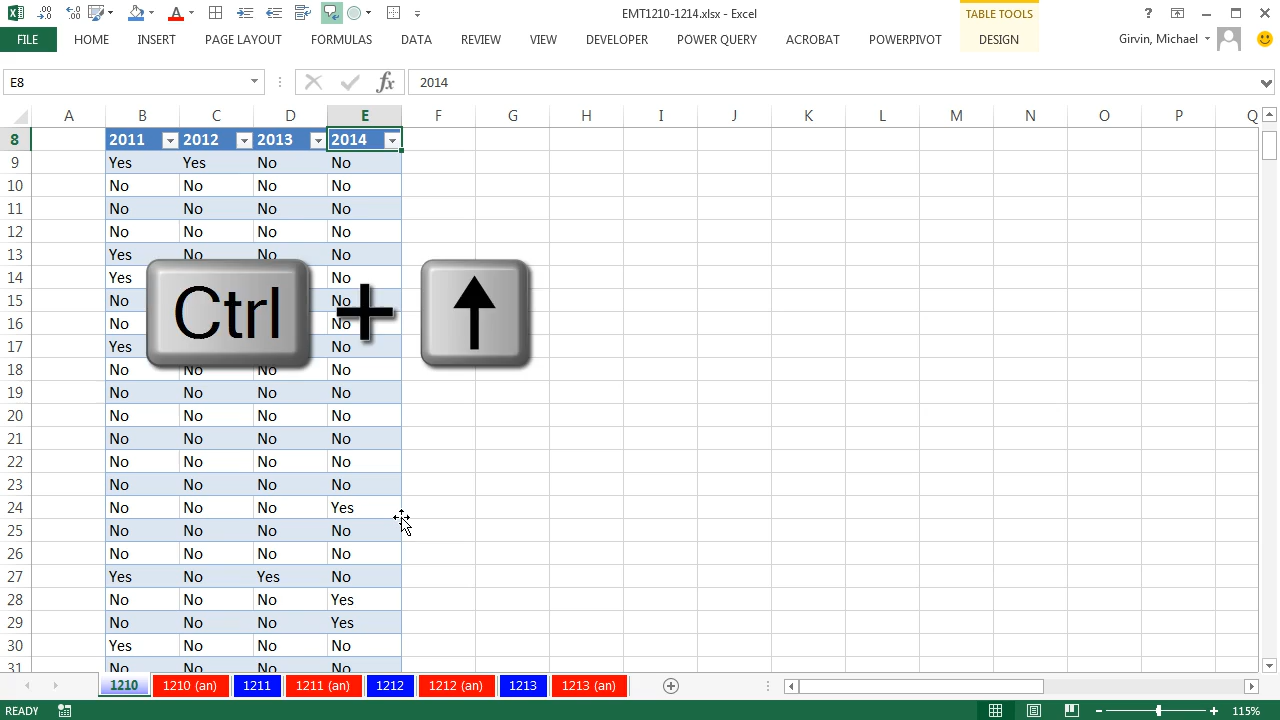 EMT1210-1214.xlsx - Excel
TABLE TOOLS
FILE HOME INSERT PAGE LAYOUT FORMULAS DATA REVIEW VIEW DEVELOPER POWER QUERY ACROBAT POWERPIVOT DESIGN Girvin, Michael
E8 fx 2014
A B C D E F G H I J K L M N O P Q
8 2011 2012 2013 2014
9 Yes Yes No No
10 No No No No
11 No No No No
12 No No No No
13 Yes No No No
14 Yes No
15 No No
16 No No
17 Yes No
18 No No No No
19 No No No No
20 No No No No
21 No No No No
22 No No No No
23 No No No No
24 No No No Yes
25 No No No No
26 No No No No
27 Yes No Yes No
28 No No No Yes
29 No No No Yes
30 Yes No No No
31 No No No No
Ctrl + ↑
1210 1210 (an) 1211 1211 (an) 1212 1212 (an) 1213 1213 (an)
READY 115%